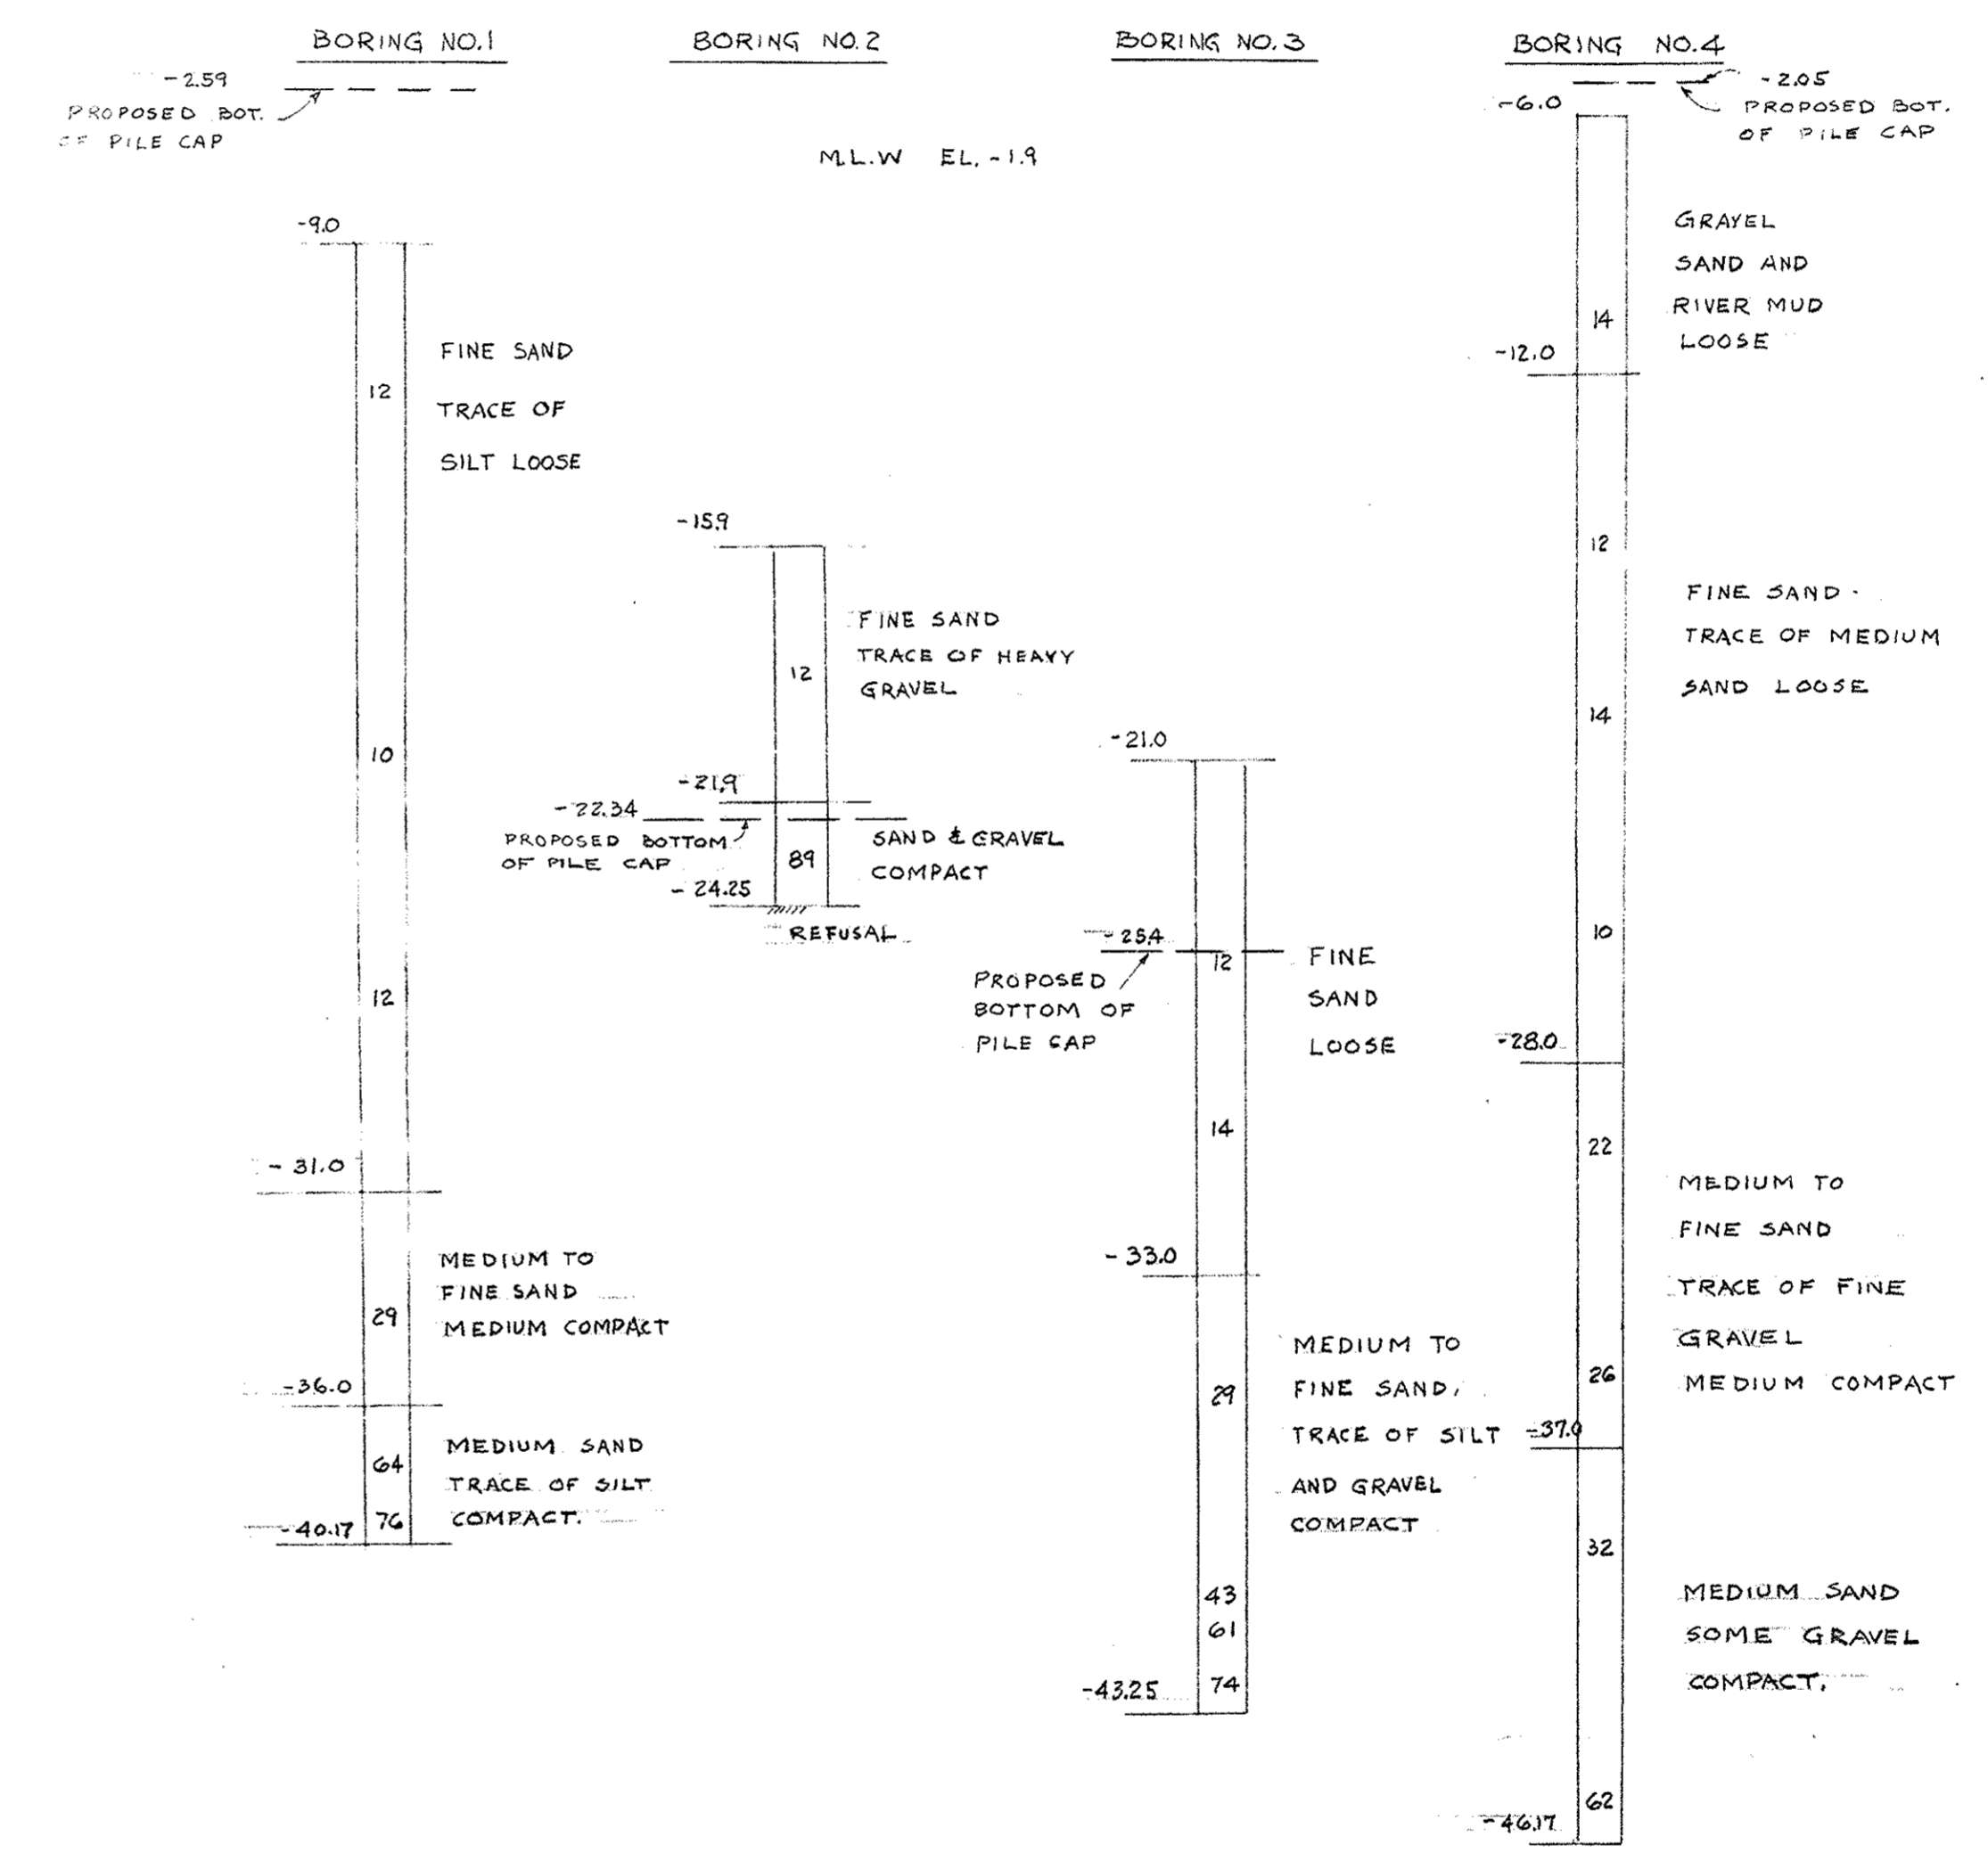 BORING NO.1
-2.59
PROPOSED BOT.
OF PILE CAP
-9.0
12
FINE SAND
TRACE OF
SILT LOOSE
10
12
- 31.0
29
MEDIUM TO
FINE SAND
MEDIUM COMPACT
-36.0
64
MEDIUM SAND
TRACE OF SILT
COMPACT.
76
-40.17
BORING NO.2
M.L.W EL. -1.9
-15.9
12
FINE SAND
TRACE OF HEAVY
GRAVEL
-21.9
-22.34
PROPOSED BOTTOM
OF PILE CAP
89
SAND & GRAVEL
COMPACT
- 24.25
REFUSAL
BORING NO.3
-21.0
-25.4
12
PROPOSED
BOTTOM OF
PILE CAP
FINE
SAND
LOOSE
14
- 33.0
29
MEDIUM TO
FINE SAND,
TRACE OF SILT
AND GRAVEL
COMPACT
43
61
74
-43.25
BORING NO.4
-2.05
PROPOSED BOT.
OF PILE CAP
-6.0
GRAVEL
SAND AND
RIVER MUD
LOOSE
14
-12.0
12
FINE SAND
TRACE OF MEDIUM
SAND LOOSE
14
10
-28.0
22
MEDIUM TO
FINE SAND
TRACE OF FINE
GRAVEL
MEDIUM COMPACT
26
-37.0
32
MEDIUM SAND
SOME GRAVEL
COMPACT.
62
-46.17